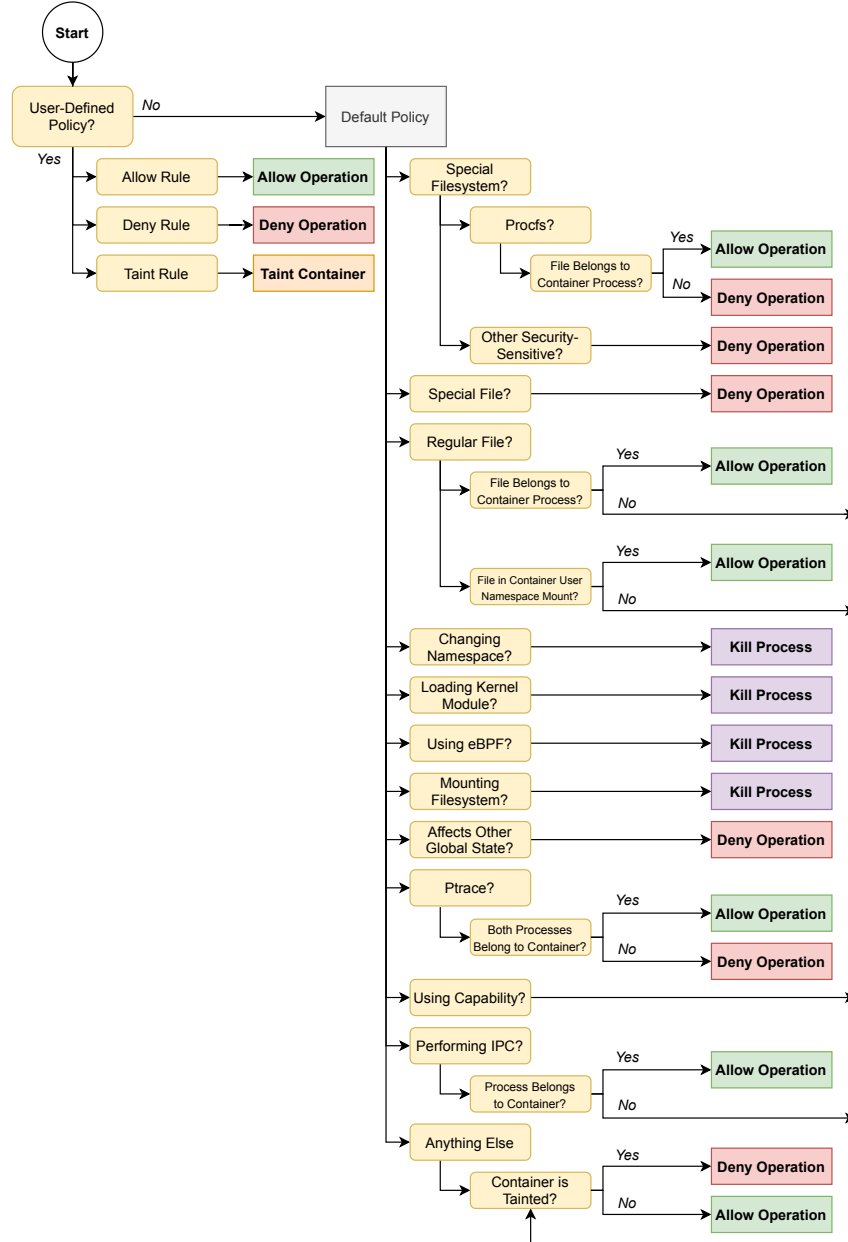 Start
User-Defined
Policy?
No
Default Policy
Yes
Allow Rule
Allow Operation
Deny Rule
Deny Operation
Taint Rule
Taint Container
Special
Filesystem?
Procfs?
File Belongs to
Container Process?
Yes
Allow Operation
No
Deny Operation
Other Security-
Sensitive?
Deny Operation
Special File?
Deny Operation
Regular File?
File Belongs to
Container Process?
Yes
Allow Operation
No
File in Container User
Namespace Mount?
Yes
Allow Operation
No
Changing
Namespace?
Kill Process
Loading Kernel
Module?
Kill Process
Using eBPF?
Kill Process
Mounting
Filesystem?
Kill Process
Affects Other
Global State?
Deny Operation
Ptrace?
Both Processes
Belong to Container?
Yes
Allow Operation
No
Deny Operation
Using Capability?
Performing IPC?
Process Belongs
to Container?
Yes
Allow Operation
No
Anything Else
Container is
Tainted?
Yes
Deny Operation
No
Allow Operation